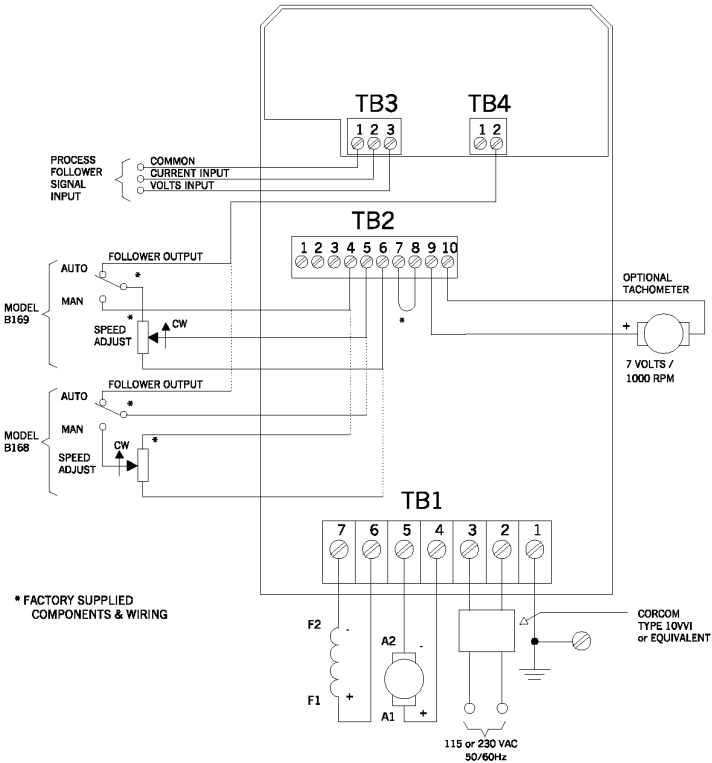 TB3
TB4
1 2 3
1 2
PROCESS
FOLLOWER
SIGNAL
INPUT
COMMON
CURRENT INPUT
VOLTS INPUT
TB2
1 2 3 4 5 6 7 8 9 10
*
FOLLOWER OUTPUT
AUTO
*
MAN
MODEL
B169
*
CW
SPEED
ADJUST
OPTIONAL
TACHOMETER
+
7 VOLTS /
1000 RPM
FOLLOWER OUTPUT
AUTO
*
MAN
MODEL
B168
CW
*
SPEED
ADJUST
TB1
7 6 5 4 3 2 1
* FACTORY SUPPLIED
COMPONENTS & WIRING
F2
-
F1
+
A2
-
A1
+
CORCOM
TYPE 10VVI
or EQUIVALENT
115 or 230 VAC
50/60Hz